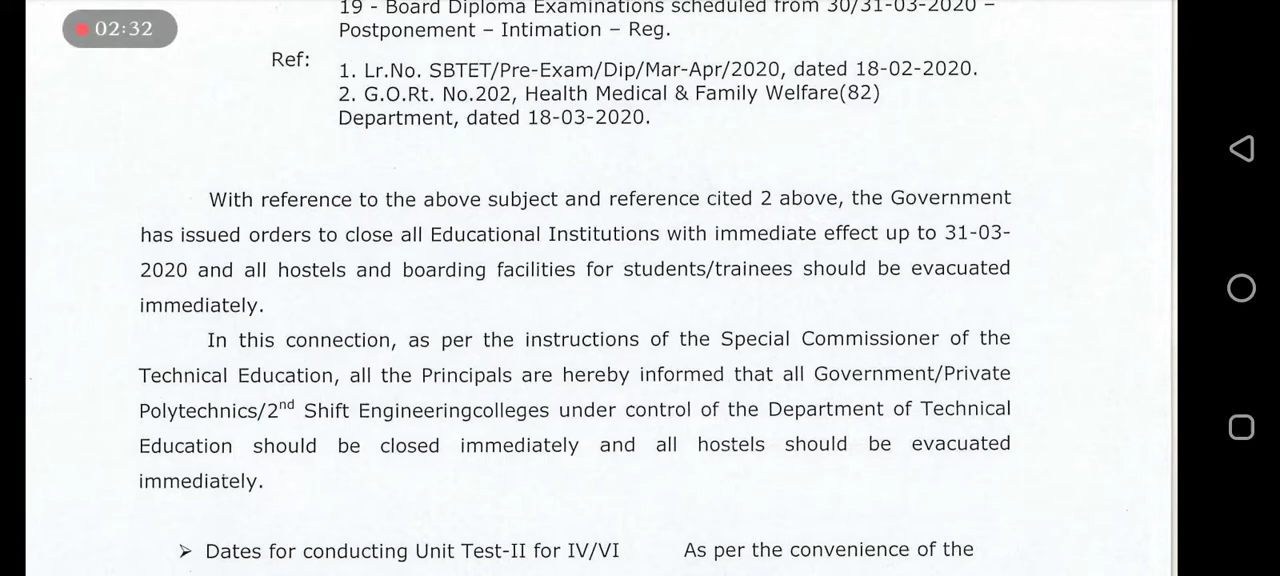 02:32
19 - Board Diploma Examinations scheduled from 30/31-03-2020 –
Postponement – Intimation – Reg.
Ref:
1. Lr.No. SBTET/Pre-Exam/Dip/Mar-Apr/2020, dated 18-02-2020.
2. G.O.Rt. No.202, Health Medical & Family Welfare(82)
Department, dated 18-03-2020.
With reference to the above subject and reference cited 2 above, the Government
has issued orders to close all Educational Institutions with immediate effect up to 31-03-
2020 and all hostels and boarding facilities for students/trainees should be evacuated
immediately.
In this connection, as per the instructions of the Special Commissioner of the
Technical Education, all the Principals are hereby informed that all Government/Private
Polytechnics/2nd Shift Engineeringcolleges under control of the Department of Technical
Education should be closed immediately and all hostels should be evacuated
immediately.
➢ Dates for conducting Unit Test-II for IV/VI As per the convenience of the